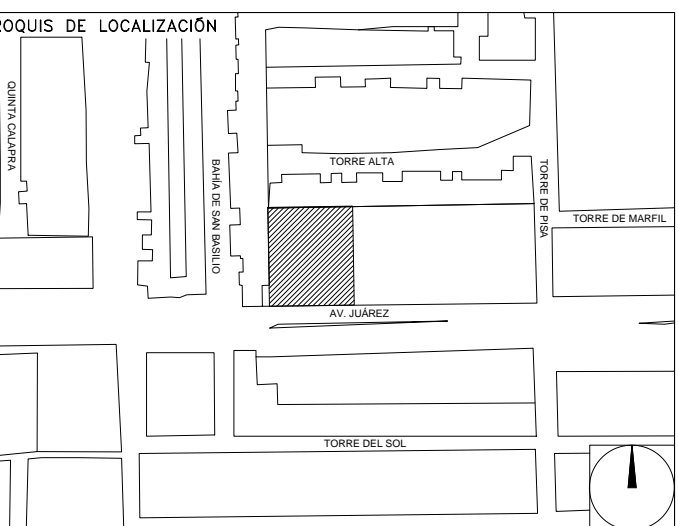 ROQUIS DE LOCALIZACIÓN
QUINTA CALAPRA
BAHÍA DE SAN BASILIO
TORRE ALTA
TORRE DE PISA
TORRE DE MARFIL
AV. JUÁREZ
TORRE DEL SOL